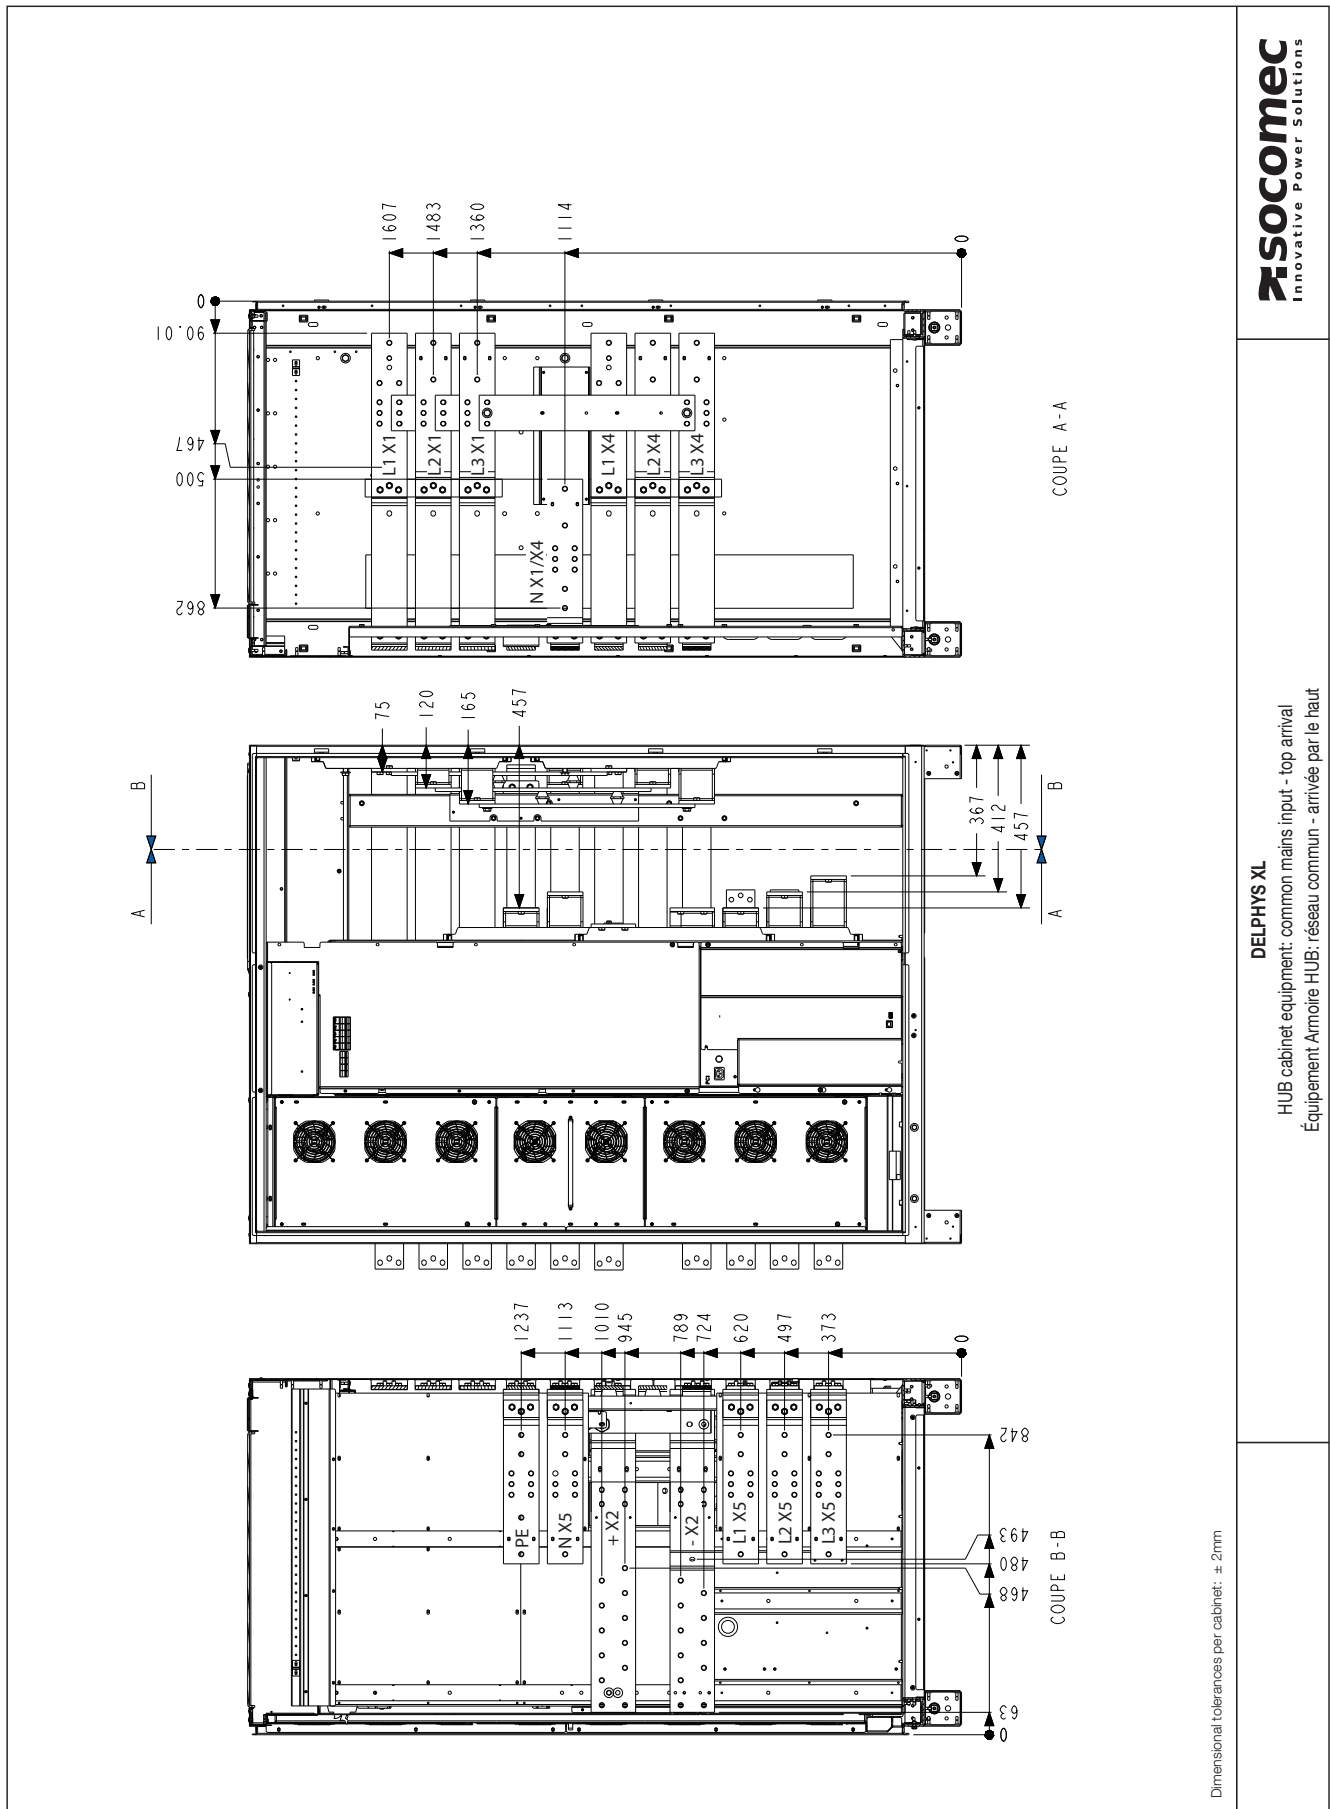 socomec
Innovative Power Solutions
DELPHYS XL
HUB cabinet equipment: common mains input - top arrival
Équipement Armoire HUB: réseau commun - arrivée par le haut
1607
1483
1360
1114
0
0
90.01
467
500
862
L1 X1
L2 X1
L3 X1
N X1/X4
L1 X4
L2 X4
L3 X4
COUPE A-A
75
120
165
457
B
A
367
412
457
B
A
PCI
1237
1113
1010
945
789
724
620
497
373
0
PE
N X5
+ X2
- X2
L1 X5
L2 X5
L3 X5
842
493
480
468
63
0
COUPE B-B
Dimensional tolerances per cabinet: ± 2mm